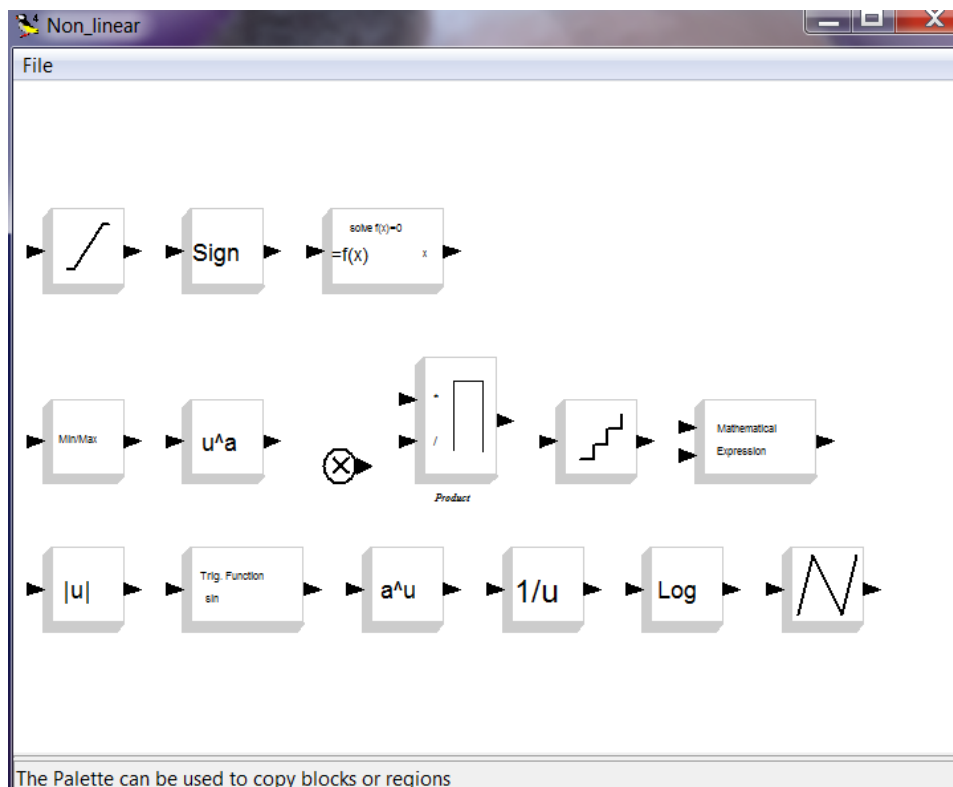 Non_linear
File
solve f(x)=0
=f(x) x
Sign
Min/Max
u^a
*
/
Product
Mathematical
Expression
|u|
Trig. Function
sin
a^u
1/u
Log
The Palette can be used to copy blocks or regions